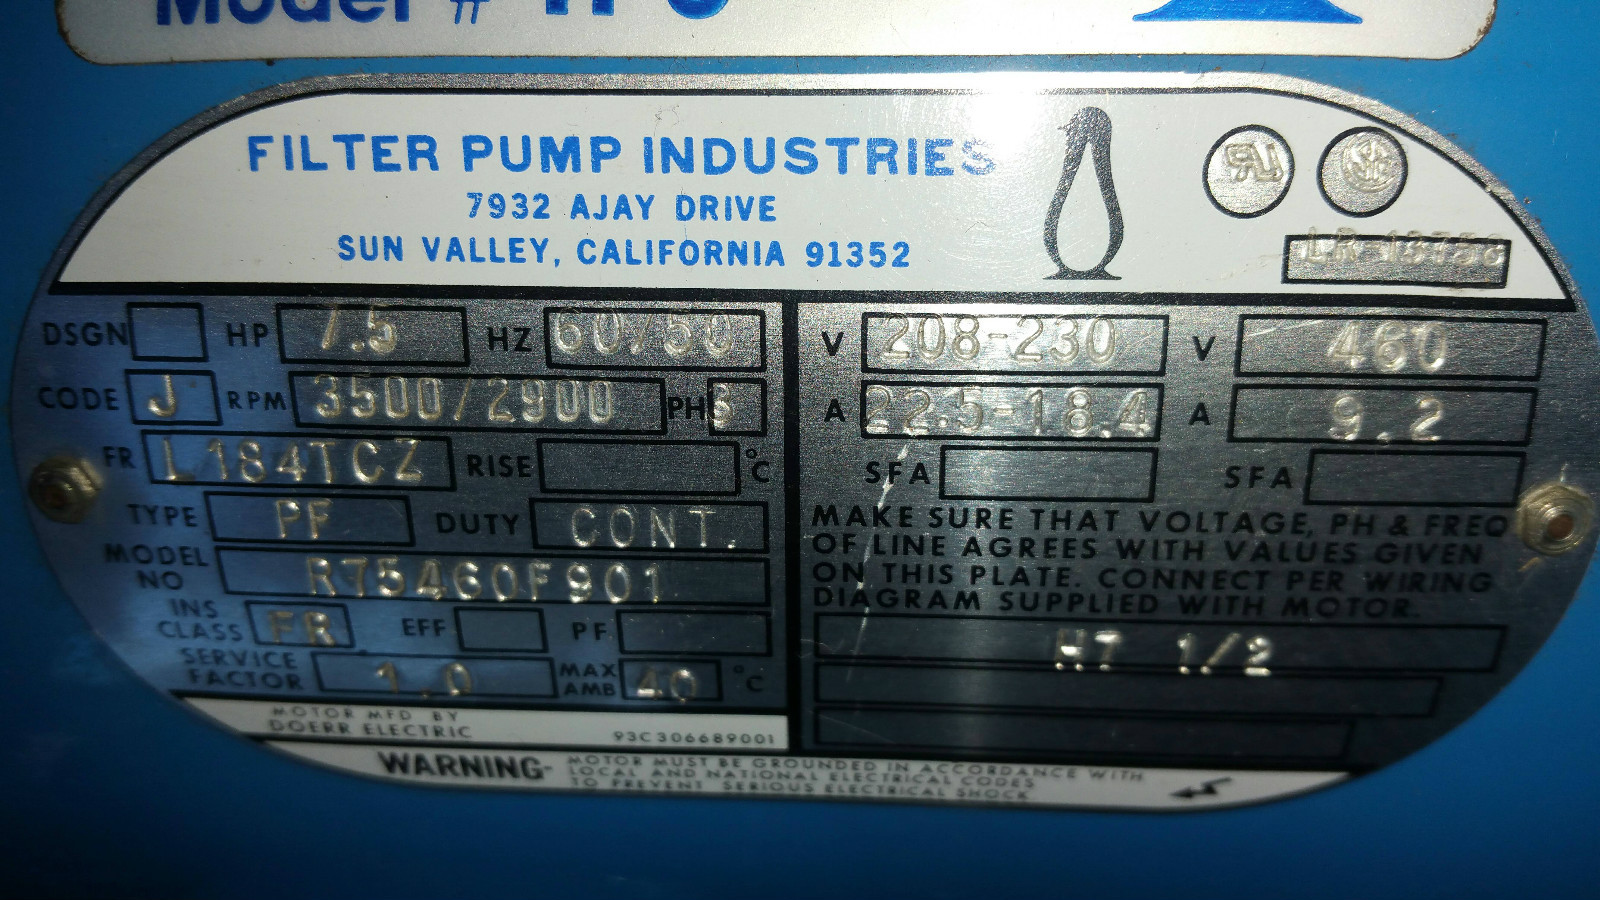 Model #
FILTER PUMP INDUSTRIES
7932 AJAY DRIVE
SUN VALLEY, CALIFORNIA 91352
DSGN HP 7.5 HZ 60/50
CODE J RPM 3500/2900 PH 3
FR L184TCZ RISE °C
TYPE PF DUTY CONT.
MODEL NO R75460F901
INS CLASS FR EFF PF
SERVICE FACTOR 1.0 MAX AMB 40 °C
MOTOR MFD BY
DOERR ELECTRIC 93C306689001
V 208-230 V 460
A 22.5-18.4 A 9.2
SFA SFA
MAKE SURE THAT VOLTAGE, PH & FREQ
OF LINE AGREES WITH VALUES GIVEN
ON THIS PLATE. CONNECT PER WIRING
DIAGRAM SUPPLIED WITH MOTOR.
1/2
WARNING- MOTOR MUST BE GROUNDED IN ACCORDANCE WITH
LOCAL AND NATIONAL ELECTRICAL CODES
TO PREVENT SERIOUS ELECTRICAL SHOCK